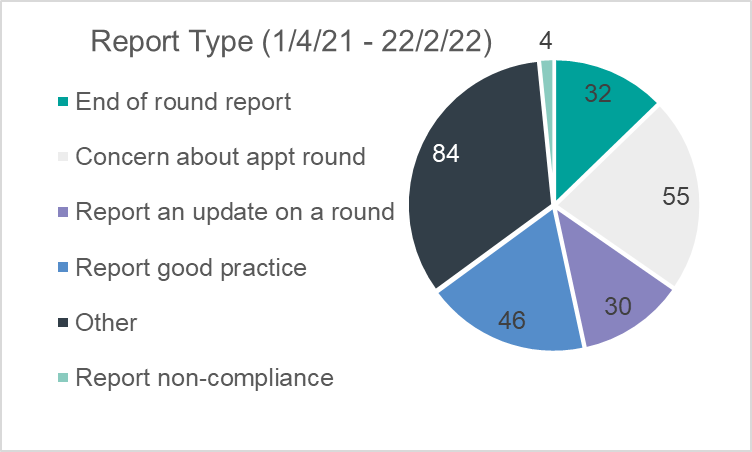 Report Type (1/4/21 - 22/2/22)
4
End of round report
32
Concern about appt round
84
55
Report an update on a round
Report good practice
30
46
Other
Report non-compliance